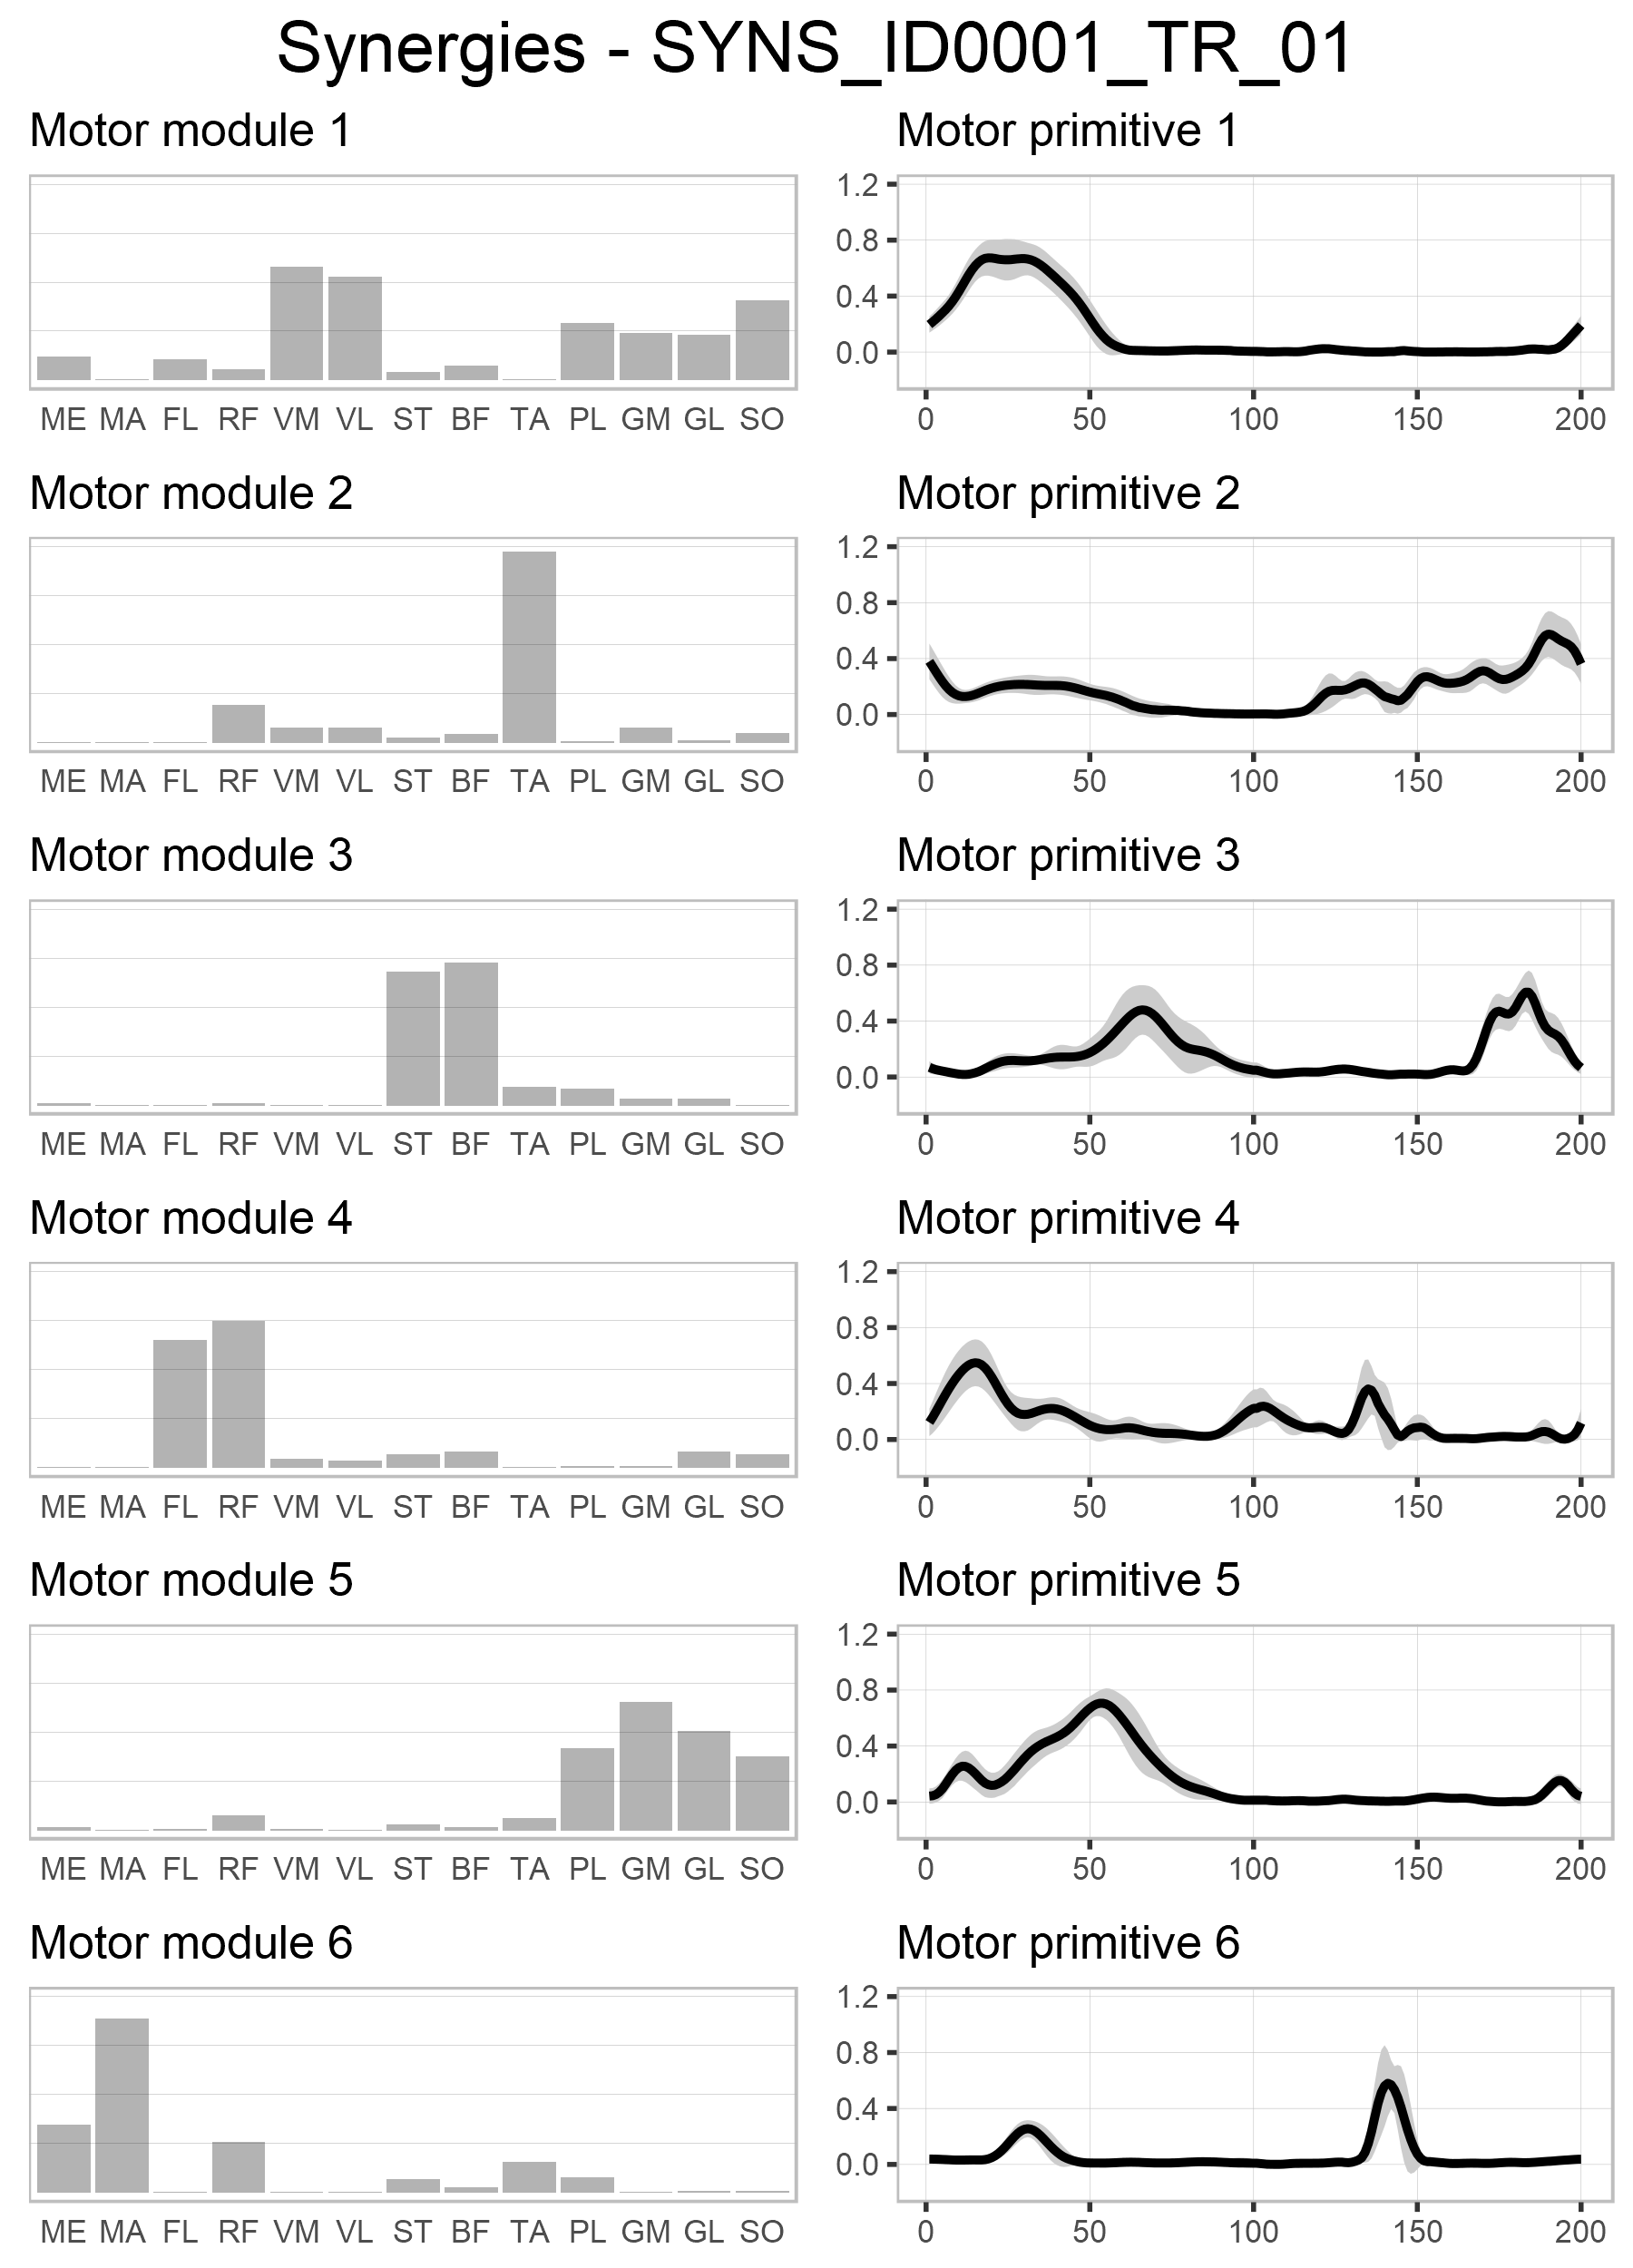 Synergies - SYNS_ID0001_TR_01
Motor module 1
Motor primitive 1
1.2
0.8
0.4
0.0
ME MA FL RF VM VL ST BF TA PL GM GL SO
0 50 100 150 200
Motor module 2
Motor primitive 2
1.2
0.8
0.4
0.0
ME MA FL RF VM VL ST BF TA PL GM GL SO
0 50 100 150 200
Motor module 3
Motor primitive 3
1.2
0.8
0.4
0.0
ME MA FL RF VM VL ST BF TA PL GM GL SO
0 50 100 150 200
Motor module 4
Motor primitive 4
1.2
0.8
0.4
0.0
ME MA FL RF VM VL ST BF TA PL GM GL SO
0 50 100 150 200
Motor module 5
Motor primitive 5
1.2
0.8
0.4
0.0
ME MA FL RF VM VL ST BF TA PL GM GL SO
0 50 100 150 200
Motor module 6
Motor primitive 6
1.2
0.8
0.4
0.0
ME MA FL RF VM VL ST BF TA PL GM GL SO
0 50 100 150 200